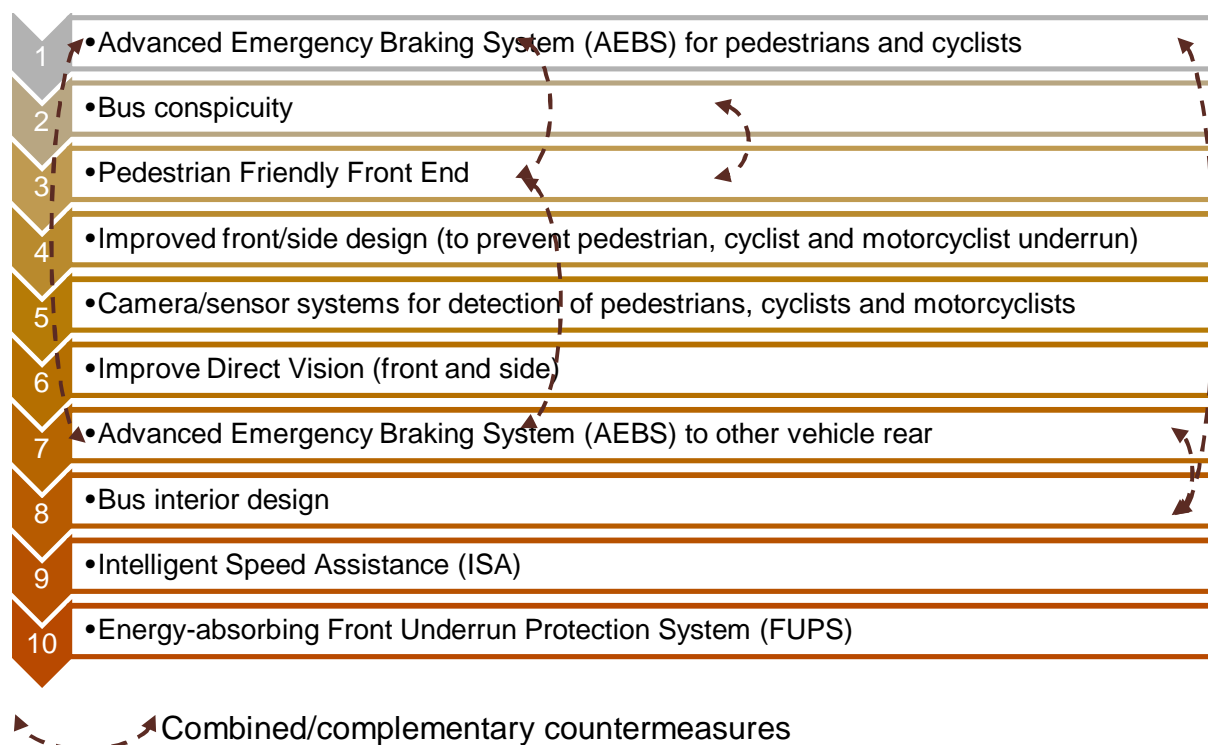 1 •Advanced Emergency Braking System (AEBS) for pedestrians and cyclists
2 •Bus conspicuity
3 •Pedestrian Friendly Front End
4 •Improved front/side design (to prevent pedestrian, cyclist and motorcyclist underrun)
5 •Camera/sensor systems for detection of pedestrians, cyclists and motorcyclists
6 •Improve Direct Vision (front and side)
7 •Advanced Emergency Braking System (AEBS) to other vehicle rear
8 •Bus interior design
9 •Intelligent Speed Assistance (ISA)
10 •Energy-absorbing Front Underrun Protection System (FUPS)
Combined/complementary countermeasures